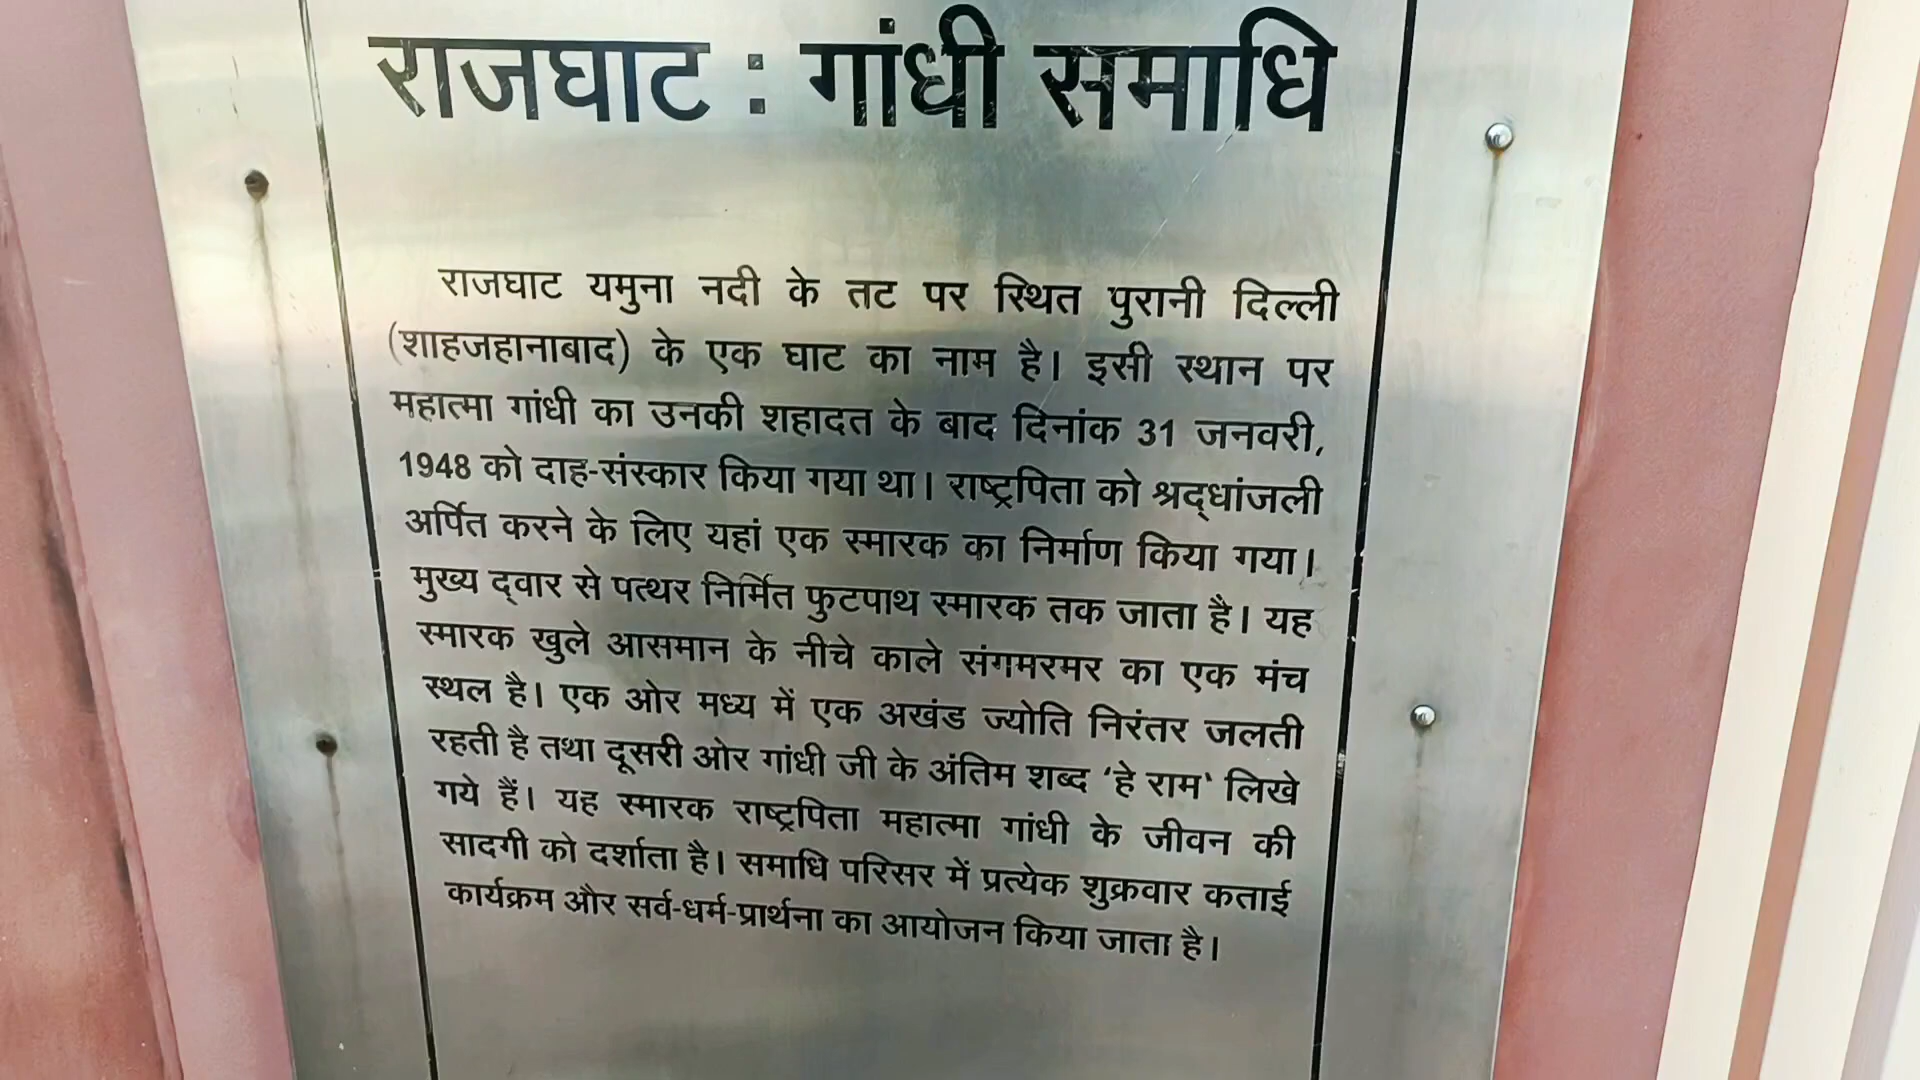 राजघाट : गांधी समाधि
राजघाट यमुना नदी के तट पर स्थित पुरानी दिल्ली
(शाहजहानाबाद) के एक घाट का नाम है। इसी स्थान पर
महात्मा गांधी का उनकी शहादत के बाद दिनांक 31 जनवरी,
1948 को दाह-संस्कार किया गया था। राष्ट्रपिता को श्रद्धांजली
अर्पित करने के लिए यहां एक स्मारक का निर्माण किया गया।
मुख्य द्वार से पत्थर निर्मित फुटपाथ स्मारक तक जाता है। यह
स्मारक खुले आसमान के नीचे काले संगमरमर का एक मंच
स्थल है। एक ओर मध्य में एक अखंड ज्योति निरंतर जलती
रहती है तथा दूसरी ओर गांधी जी के अंतिम शब्द ‘हे राम‘ लिखे
गये हैं। यह स्मारक राष्ट्रपिता महात्मा गांधी के जीवन की
सादगी को दर्शाता है। समाधि परिसर में प्रत्येक शुक्रवार कताई
कार्यक्रम और सर्व-धर्म-प्रार्थना का आयोजन किया जाता है।